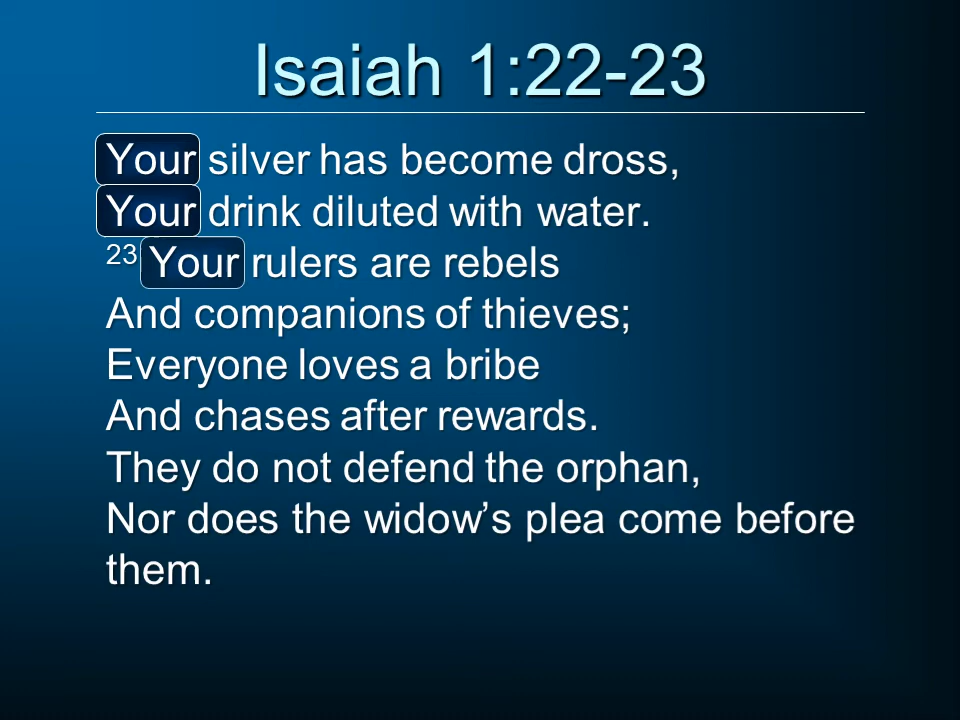 Isaiah 1:22-23
Your silver has become dross,
Your drink diluted with water.
23 Your rulers are rebels
And companions of thieves;
Everyone loves a bribe
And chases after rewards.
They do not defend the orphan,
Nor does the widow’s plea come before
them.